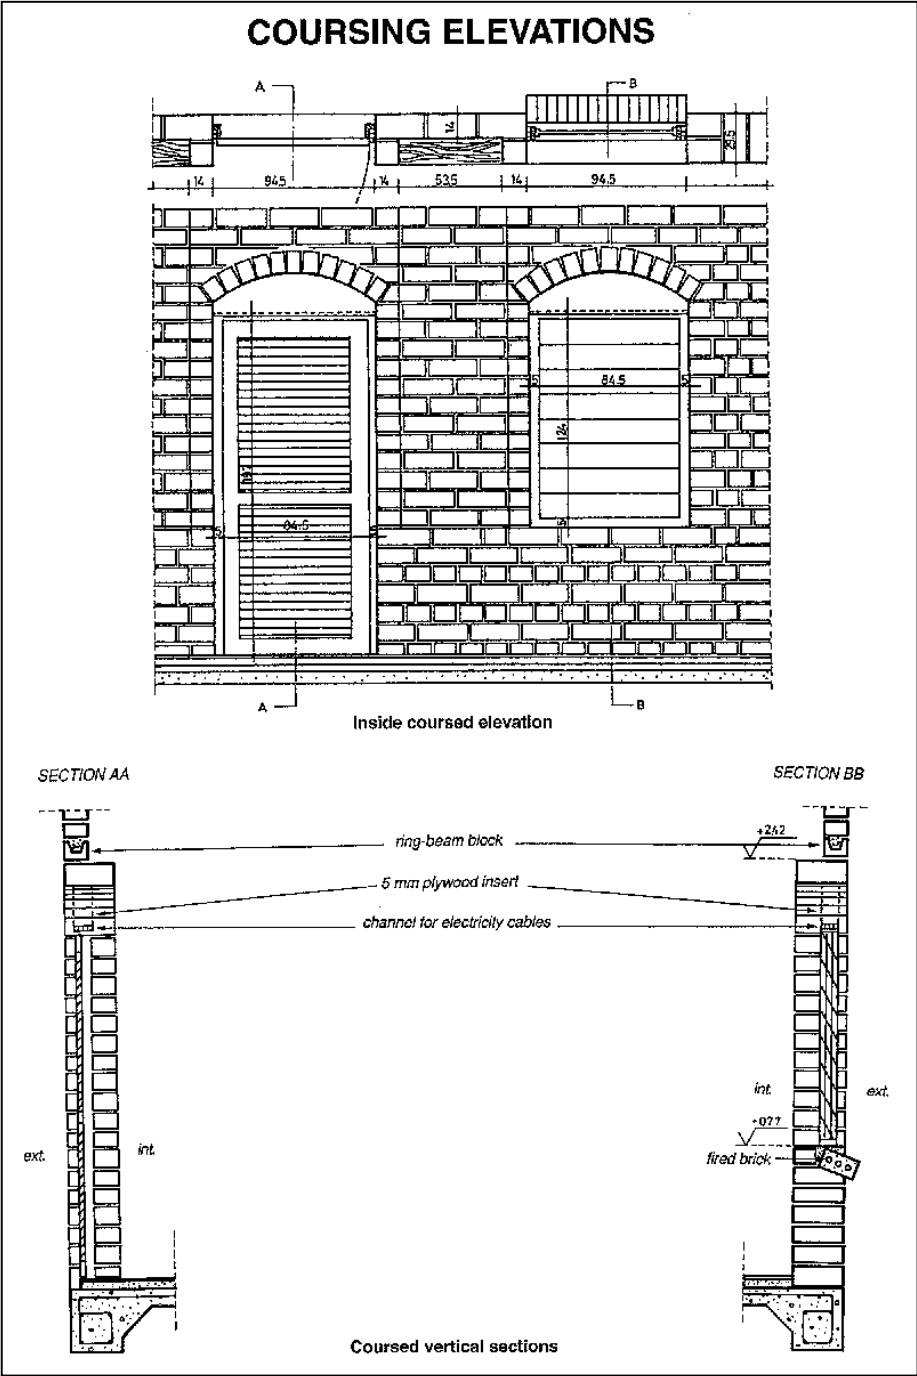 COURSING ELEVATIONS
A B
14 29.5
14 94.5 14 53.5 14 94.5
5 84.5 5
124
5
5 84.5 5
A B
Inside coursed elevation
SECTION AA SECTION BB
ring-beam block +242
5 mm plywood insert
channel for electricity cables
int. ext.
+077
ext. int. fired brick
Coursed vertical sections